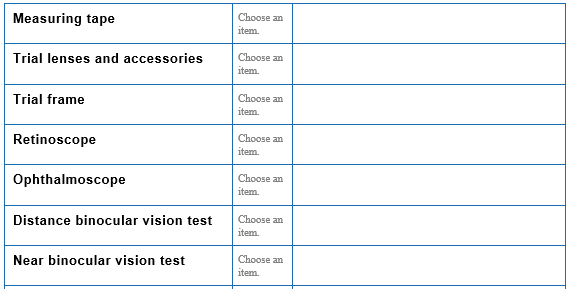 Measuring tape
Choose an
item.
Trial lenses and accessories
Choose an
item.
Trial frame
Choose an
item.
Retinoscope
Choose an
item.
Ophthalmoscope
Choose an
item.
Distance binocular vision test
Choose an
item.
Near binocular vision test
Choose an
item.